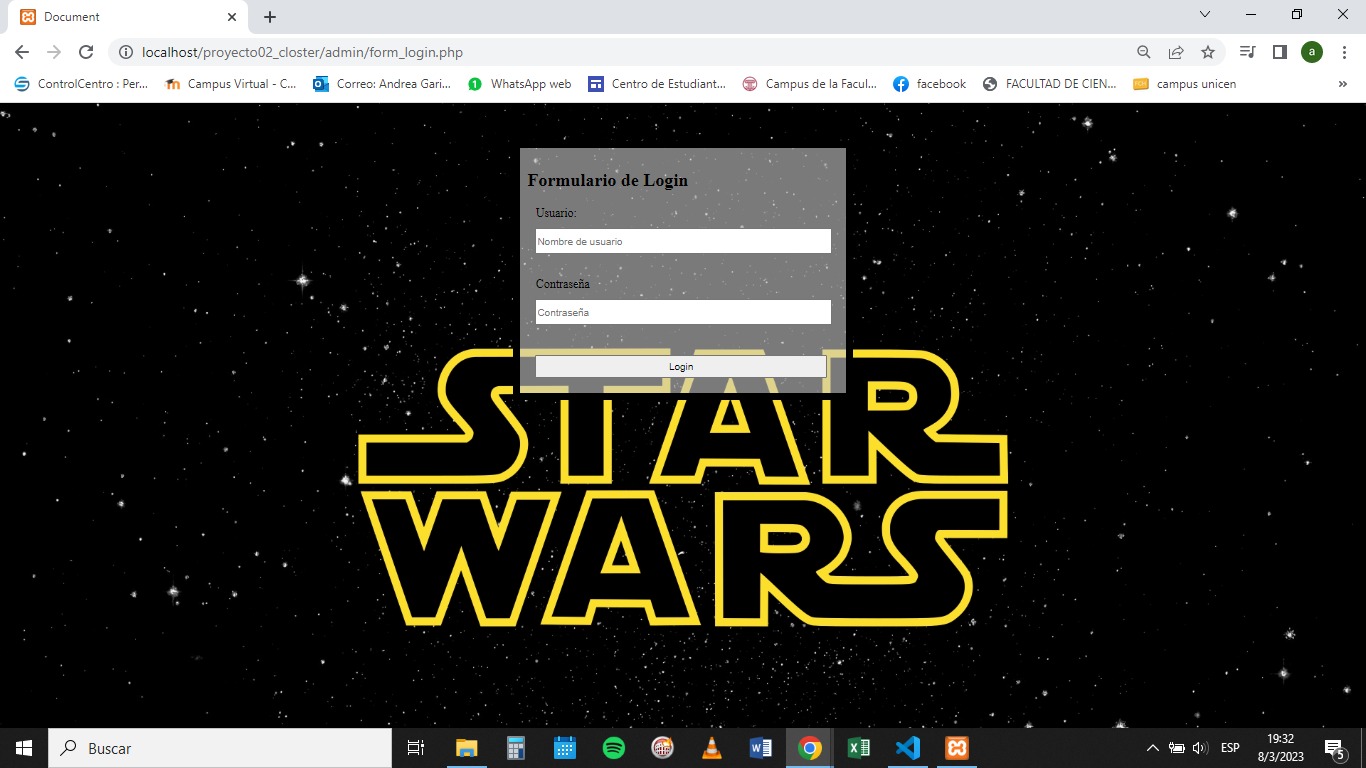 Document
localhost/proyecto02_closter/admin/form_login.php
a
ControlCentro : Per...
Campus Virtual - C...
Correo: Andrea Gari...
1
WhatsApp web
Centro de Estudiant...
Campus de la Facul...
facebook
FACULTAD DE CIEN...
campus unicen
»
Formulario de Login
Usuario:
Nombre de usuario
Contraseña
Contraseña
Login
STAR
WARS
Buscar
ESP
19:32
8/3/2023
5